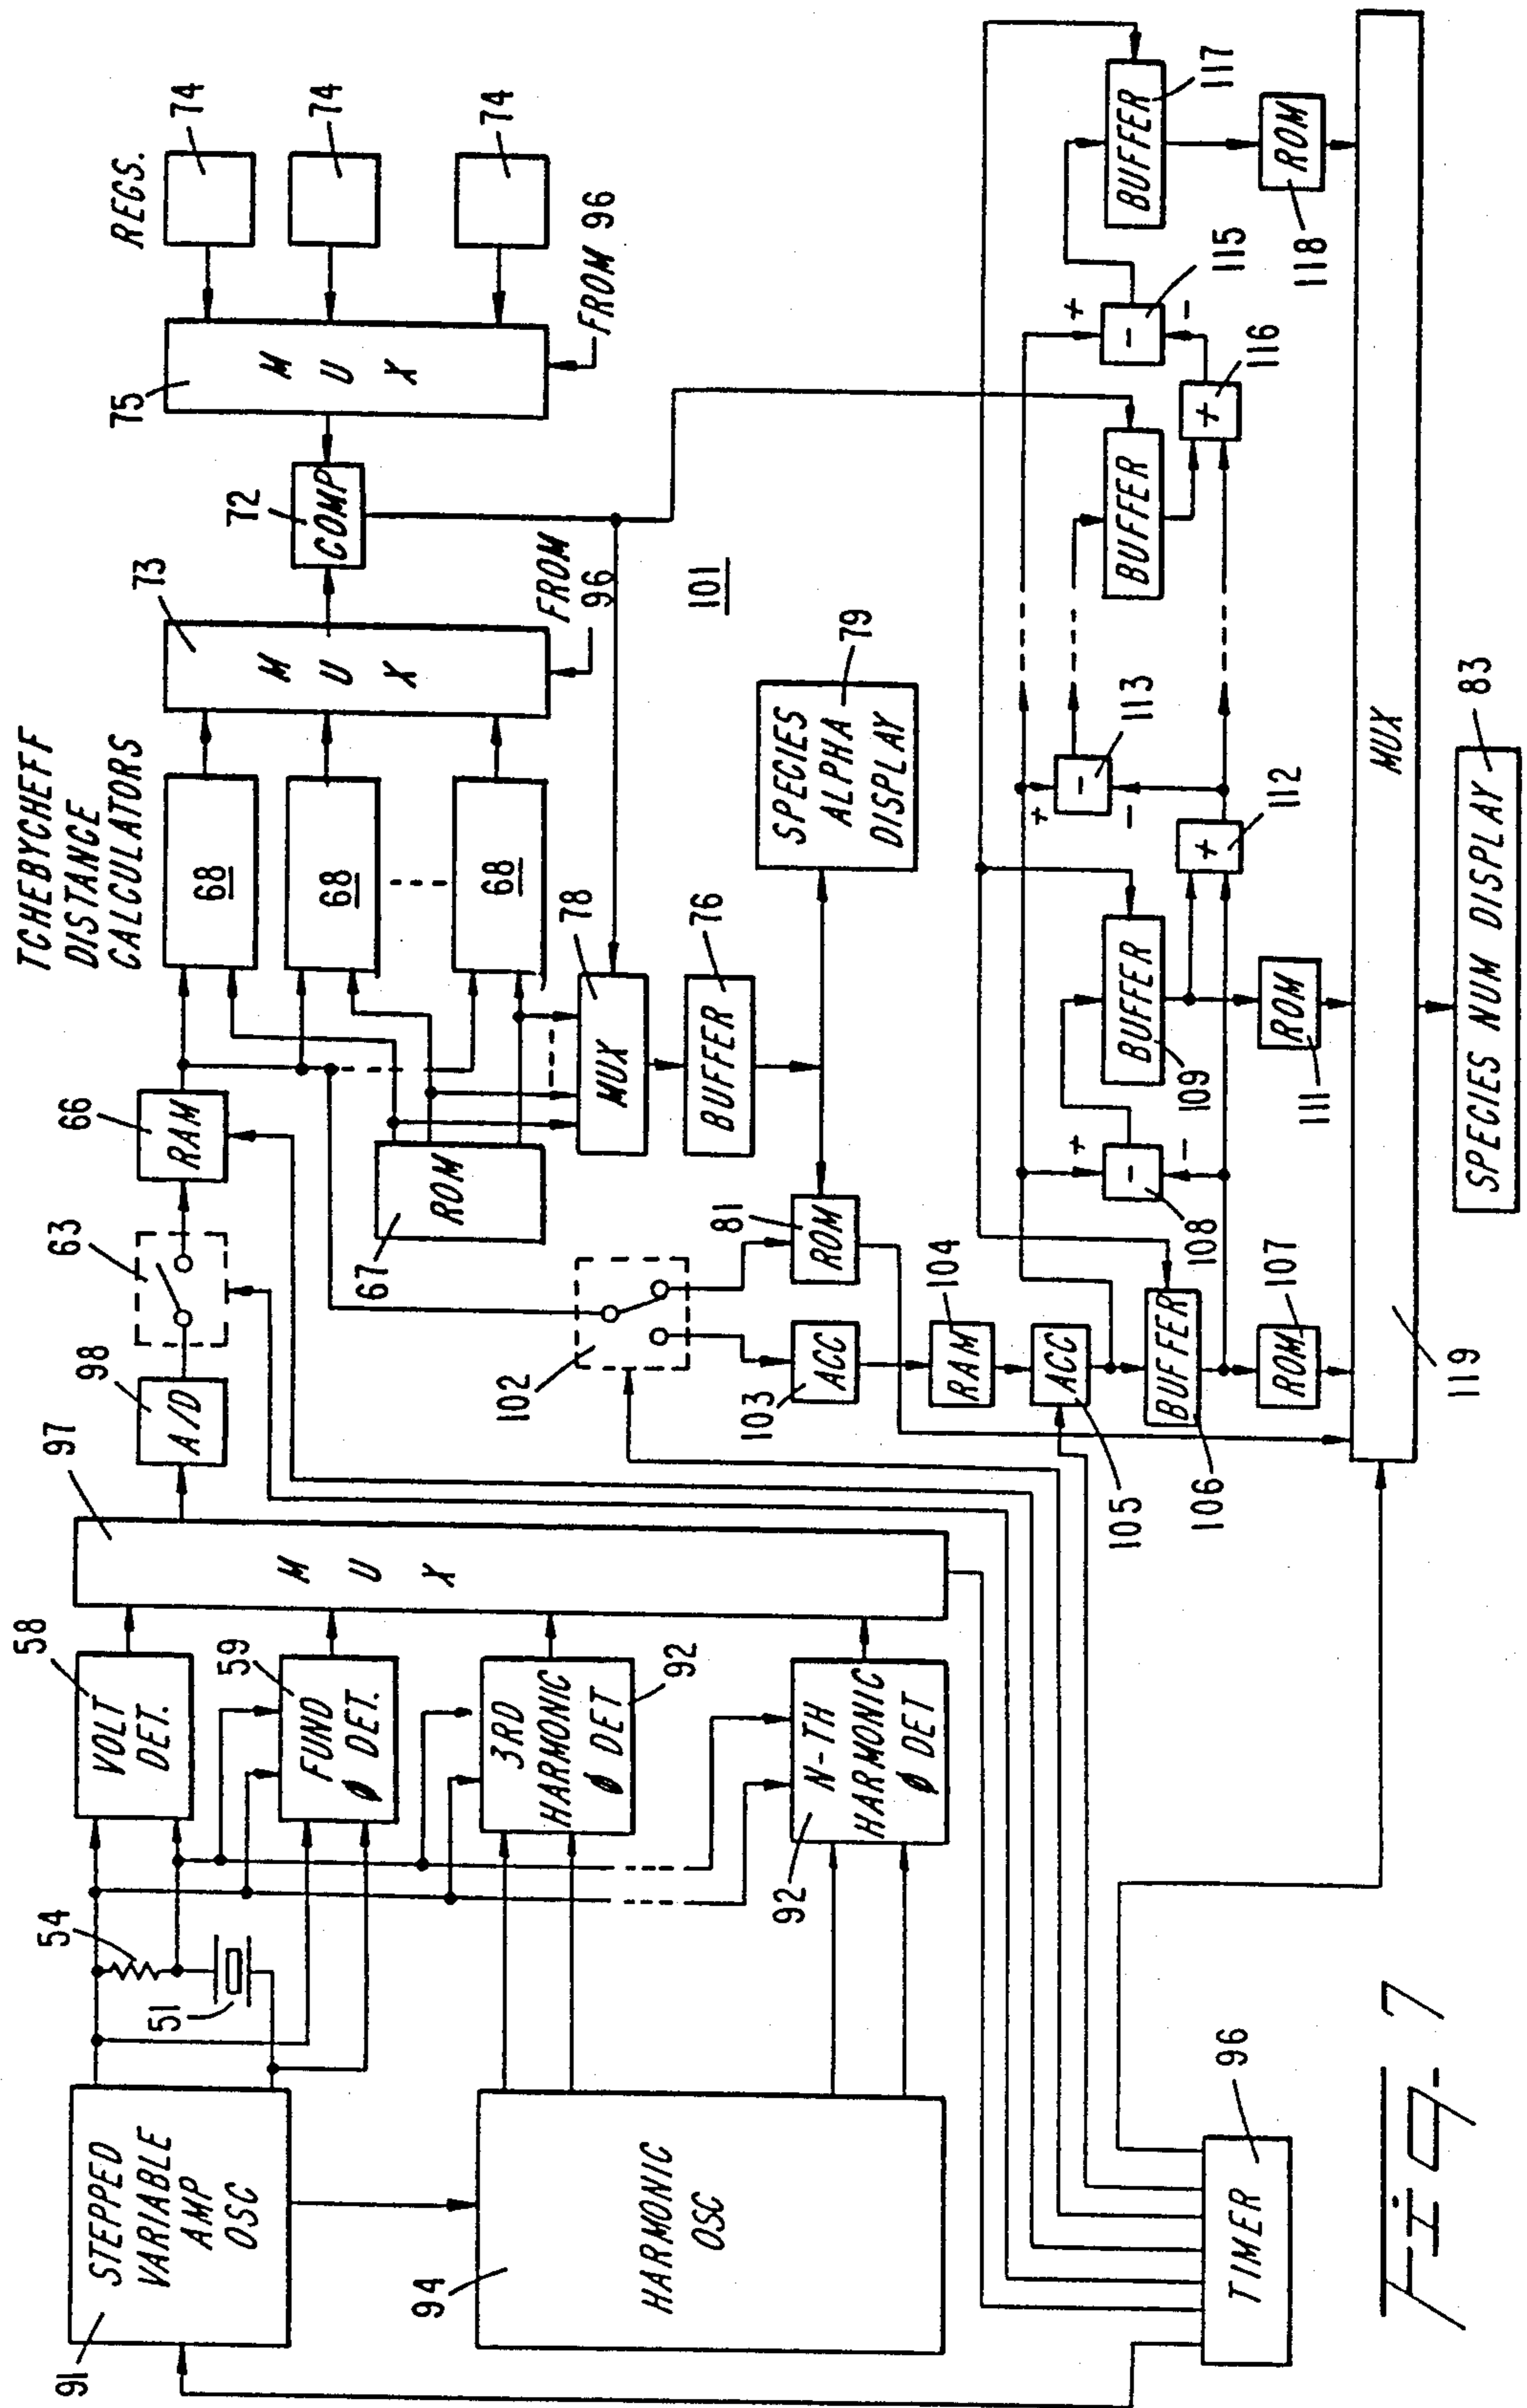 TCHEBYCHEFF
DISTANCE
CALCULATORS
REGS.
91
STEPPED
VARIABLE
AMP
OSC
54
51
58
VOLT
DET.
59
FUND
Ø DET.
3RD
HARMONIC
Ø DET
92
92
N-TH
HARMONIC
Ø DET
94
HARMONIC
OSC
97
MUX
98
A/D
63
66
RAM
68
68
68
67
ROM
73
MUX
FROM
96
72
COMP
75
MUX
FROM 96
74
74
74
78
MUX
76
BUFFER
101
79
SPECIES
ALPHA
DISPLAY
102
81
ROM
103
ACC
104
RAM
105
ACC
106
BUFFER
107
ROM
108
-
+
-
109
BUFFER
111
ROM
112
+
113
-
+
-
BUFFER
115
-
+
-
116
+
117
BUFFER
118
ROM
119
MUX
SPECIES NUM DISPLAY
83
96
TIMER
FIG. 7